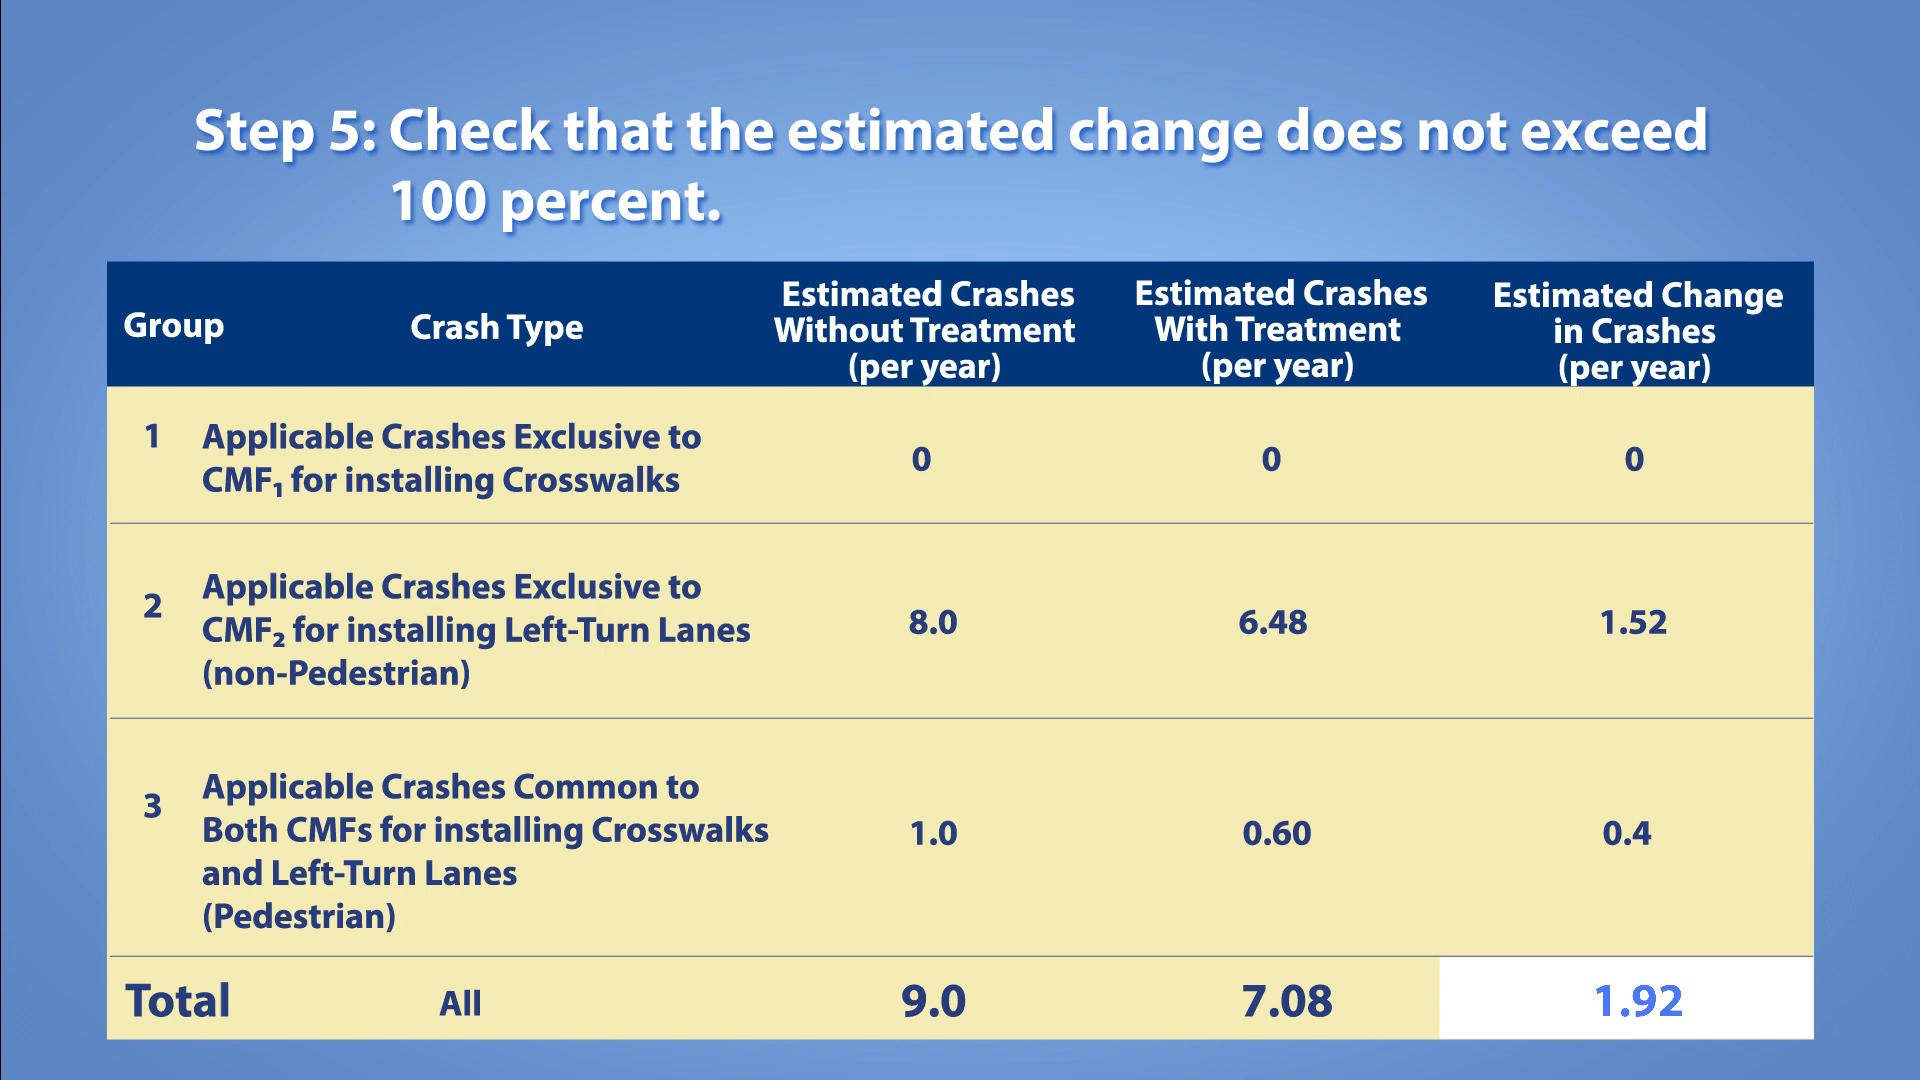 Step 5: Check that the estimated change does not exceed
100 percent.
Group
Crash Type
Estimated Crashes
Without Treatment
(per year)
Estimated Crashes
With Treatment
(per year)
Estimated Change
in Crashes
(per year)
1
Applicable Crashes Exclusive to
CMF₁ for installing Crosswalks
0
0
0
2
Applicable Crashes Exclusive to
CMF₂ for installing Left-Turn Lanes
(non-Pedestrian)
8.0
6.48
1.52
3
Applicable Crashes Common to
Both CMFs for installing Crosswalks
and Left-Turn Lanes
(Pedestrian)
1.0
0.60
0.4
Total
All
9.0
7.08
1.92